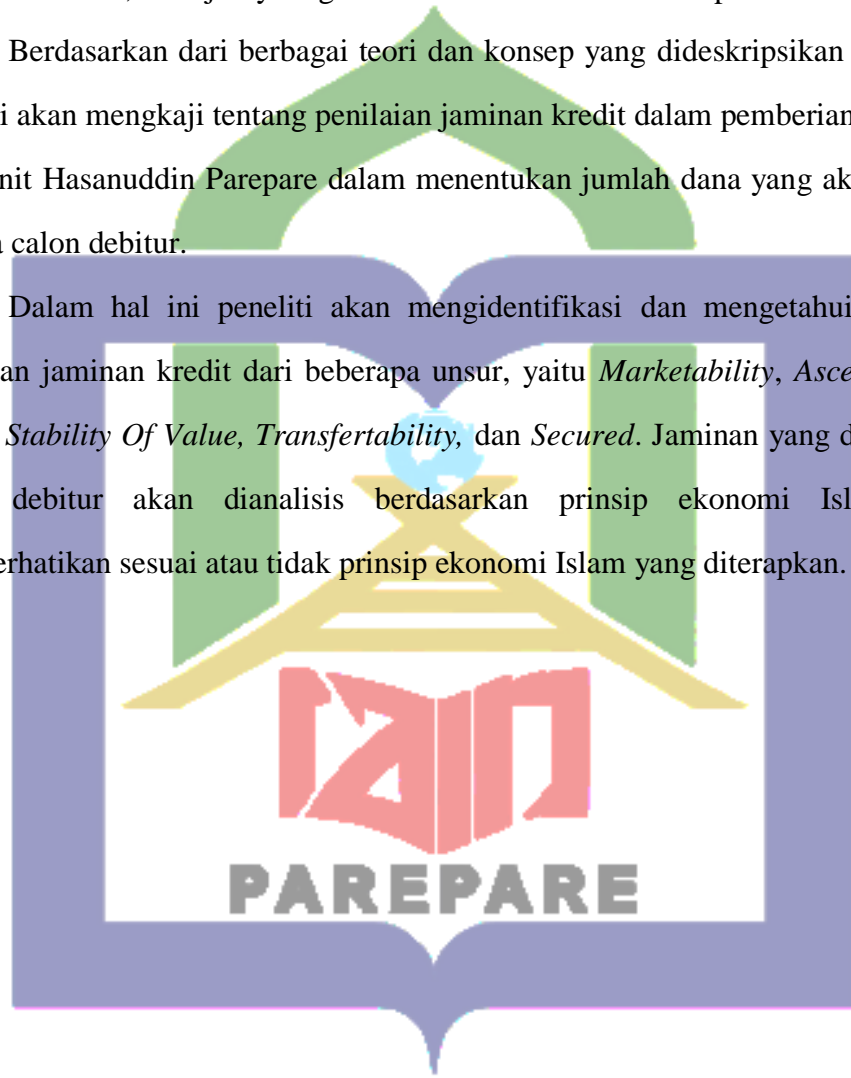 Berdasarkan dari berbagai teori dan konsep yang dideskripsikan
i akan mengkaji tentang penilaian jaminan kredit dalam pemberian
nit Hasanuddin Parepare dalam menentukan jumlah dana yang ak
calon debitur.
Dalam hal ini peneliti akan mengidentifikasi dan mengetahui
an jaminan kredit dari beberapa unsur, yaitu Marketability, Asce
Stability Of Value, Transfertability, dan Secured. Jaminan yang d
debitur akan dianalisis berdasarkan prinsip ekonomi Isl
erhatikan sesuai atau tidak prinsip ekonomi Islam yang diterapkan.
IAIN
PAREPARE